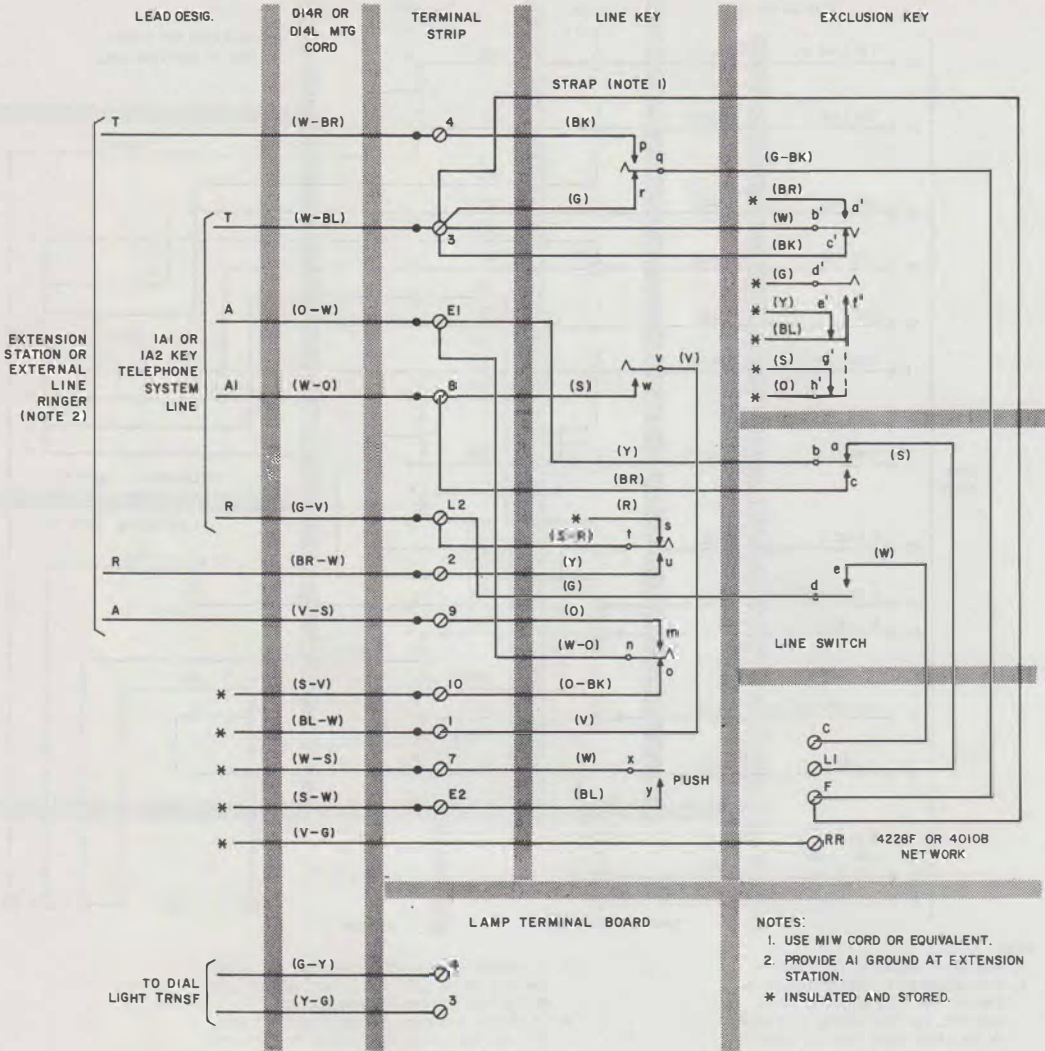 LEAD DESIG.
D14R OR
D14L MTG
CORD
TERMINAL
STRIP
LINE KEY
EXCLUSION KEY
STRAP (NOTE 1)
T (W-BR) 4 (BK) p q (G-BK)
(G) r
* (BR) a'
T (W-BL) 3 (W) b'
(BK) c'
* (G) d'
* (Y) e' f'
* (BL)
* (S) g'
* (O) h'
A (O-W) E1
v (V)
A1 (W-O) B (S) w
EXTENSION
STATION OR
EXTERNAL
LINE
RINGER
(NOTE 2)
1A1 OR
1A2 KEY
TELEPHONE
SYSTEM
LINE
(Y) b a (S)
(BR) c
R (G-V) L2 * (R) s
(S-R) t
R (BR-W) 2 (Y) u
(G) d e (W)
A (V-S) 9 (O) m
(W-O) n
LINE SWITCH
* (S-V) 10 (O-BK) o
* (BL-W) 1 (V)
C
* (W-S) 7 (W) x PUSH
L1
* (S-W) E2 (BL) y
F
* (V-G) RR
4228F OR 4010B
NETWORK
LAMP TERMINAL BOARD
TO DIAL
LIGHT TRNSF
(G-Y) 4
(Y-G) 3
NOTES:
1. USE M1W CORD OR EQUIVALENT.
2. PROVIDE A1 GROUND AT EXTENSION
STATION.
* INSULATED AND STORED.